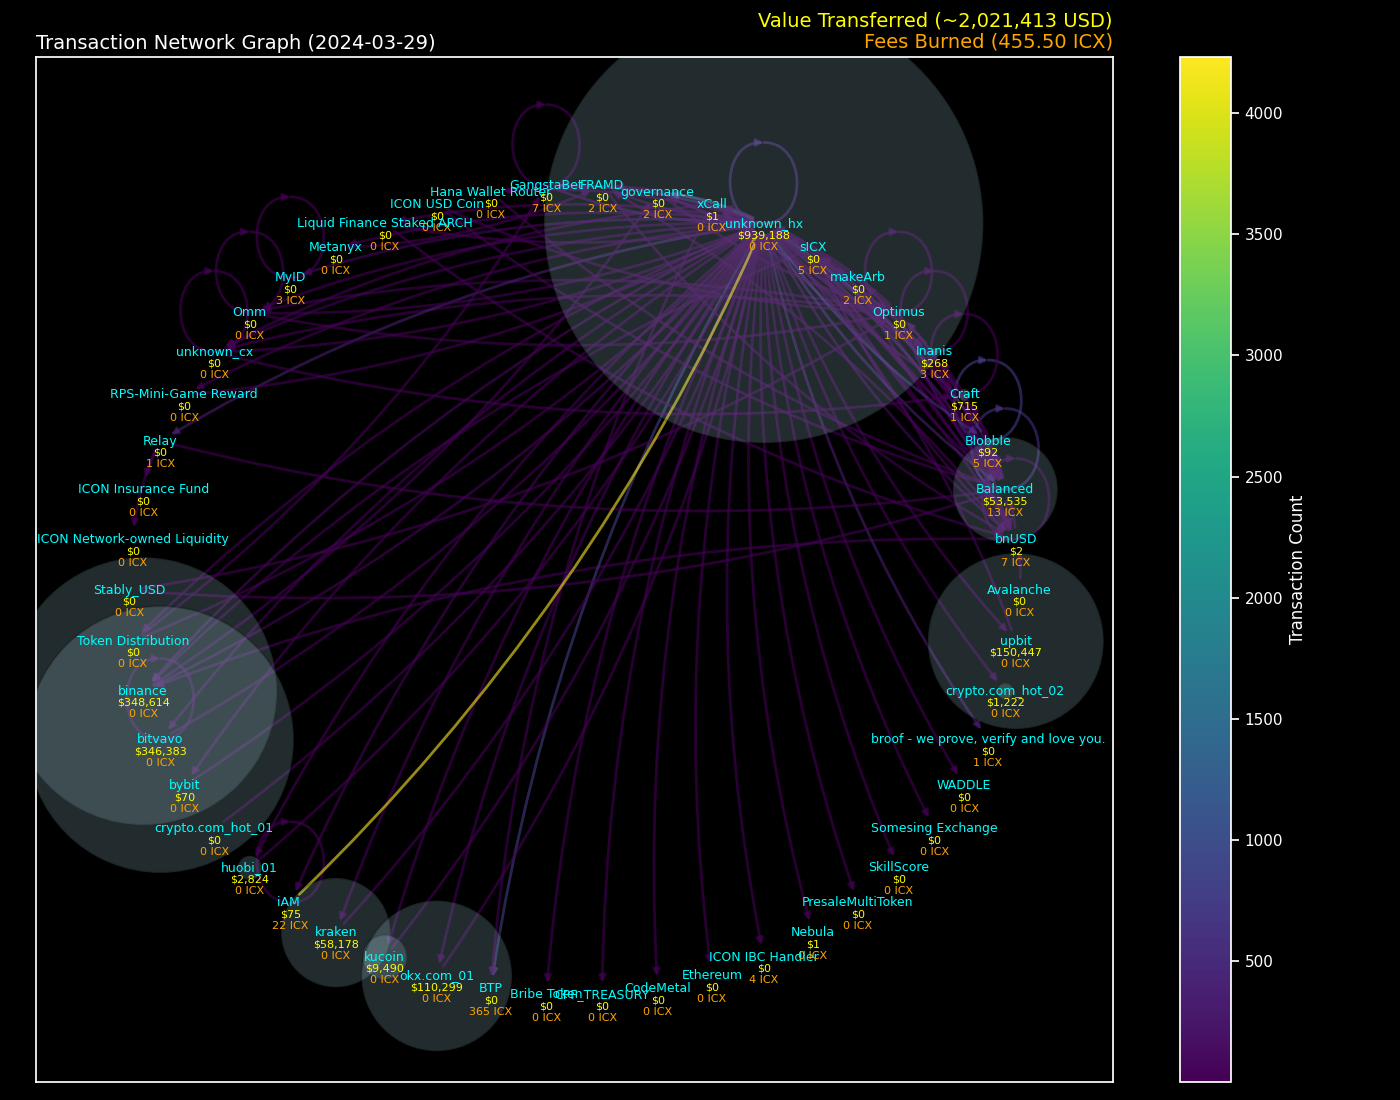 Value Transferred (~2,021,413 USD)
Transaction Network Graph (2024-03-29)
Fees Burned (455.50 ICX)
GangstaBet
$0
7 ICX
FRAMD
$0
2 ICX
Hana Wallet Router
$0
0 ICX
governance
$0
2 ICX
ICON USD Coin
$0
0 ICX
xCall
$1
0 ICX
Liquid Finance Staked ARCH
$0
0 ICX
unknown_hx
$939,188
0 ICX
Metanyx
$0
0 ICX
sICX
$0
5 ICX
MyID
$0
3 ICX
makeArb
$0
2 ICX
Omm
$0
0 ICX
Optimus
$0
1 ICX
unknown_cx
$0
0 ICX
Inanis
$268
3 ICX
RPS-Mini-Game Reward
$0
0 ICX
Craft
$715
1 ICX
Relay
$0
1 ICX
Blobble
$92
5 ICX
ICON Insurance Fund
$0
0 ICX
Balanced
$53,535
13 ICX
ICON Network-owned Liquidity
$0
0 ICX
bnUSD
$2
7 ICX
Stably_USD
$0
0 ICX
Avalanche
$0
0 ICX
Token Distribution
$0
0 ICX
upbit
$150,447
0 ICX
binance
$348,614
0 ICX
crypto.com_hot_02
$1,222
0 ICX
bitvavo
$346,383
0 ICX
broof - we prove, verify and love you.
$0
1 ICX
bybit
$70
0 ICX
WADDLE
$0
0 ICX
crypto.com_hot_01
$0
0 ICX
Somesing Exchange
$0
0 ICX
huobi_01
$2,824
0 ICX
SkillScore
$0
0 ICX
iAM
$75
22 ICX
PresaleMultiToken
$0
0 ICX
kraken
$58,178
0 ICX
Nebula
$1
0 ICX
kucoin
$9,490
0 ICX
ICON IBC Handler
$0
4 ICX
okx.com_01
$110,299
0 ICX
Ethereum
$0
0 ICX
BTP
$0
365 ICX
Bribe Token
$0
0 ICX
CPF_TREASURY
$0
0 ICX
CodeMetal
$0
0 ICX
4000
3500
3000
2500
2000
1500
1000
500
Transaction Count